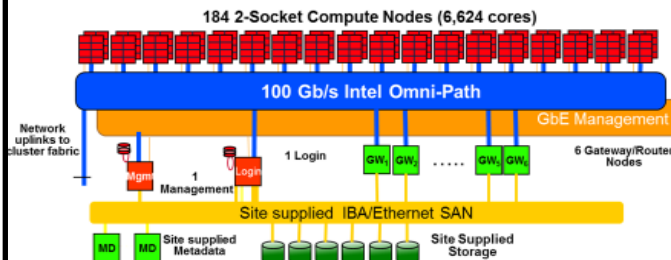 184 2-Socket Compute Nodes (6,624 cores)
100 Gb/s Intel Omni-Path
GbE Management
Network
uplinks to
cluster fabric
Mgmt
1
Management
Login
1 Login
GW1
GW2
.....
GW5
GW6
6 Gateway/Router
Nodes
Site supplied IBA/Ethernet SAN
MD
MD
Site supplied
Metadata
Site Supplied
Storage